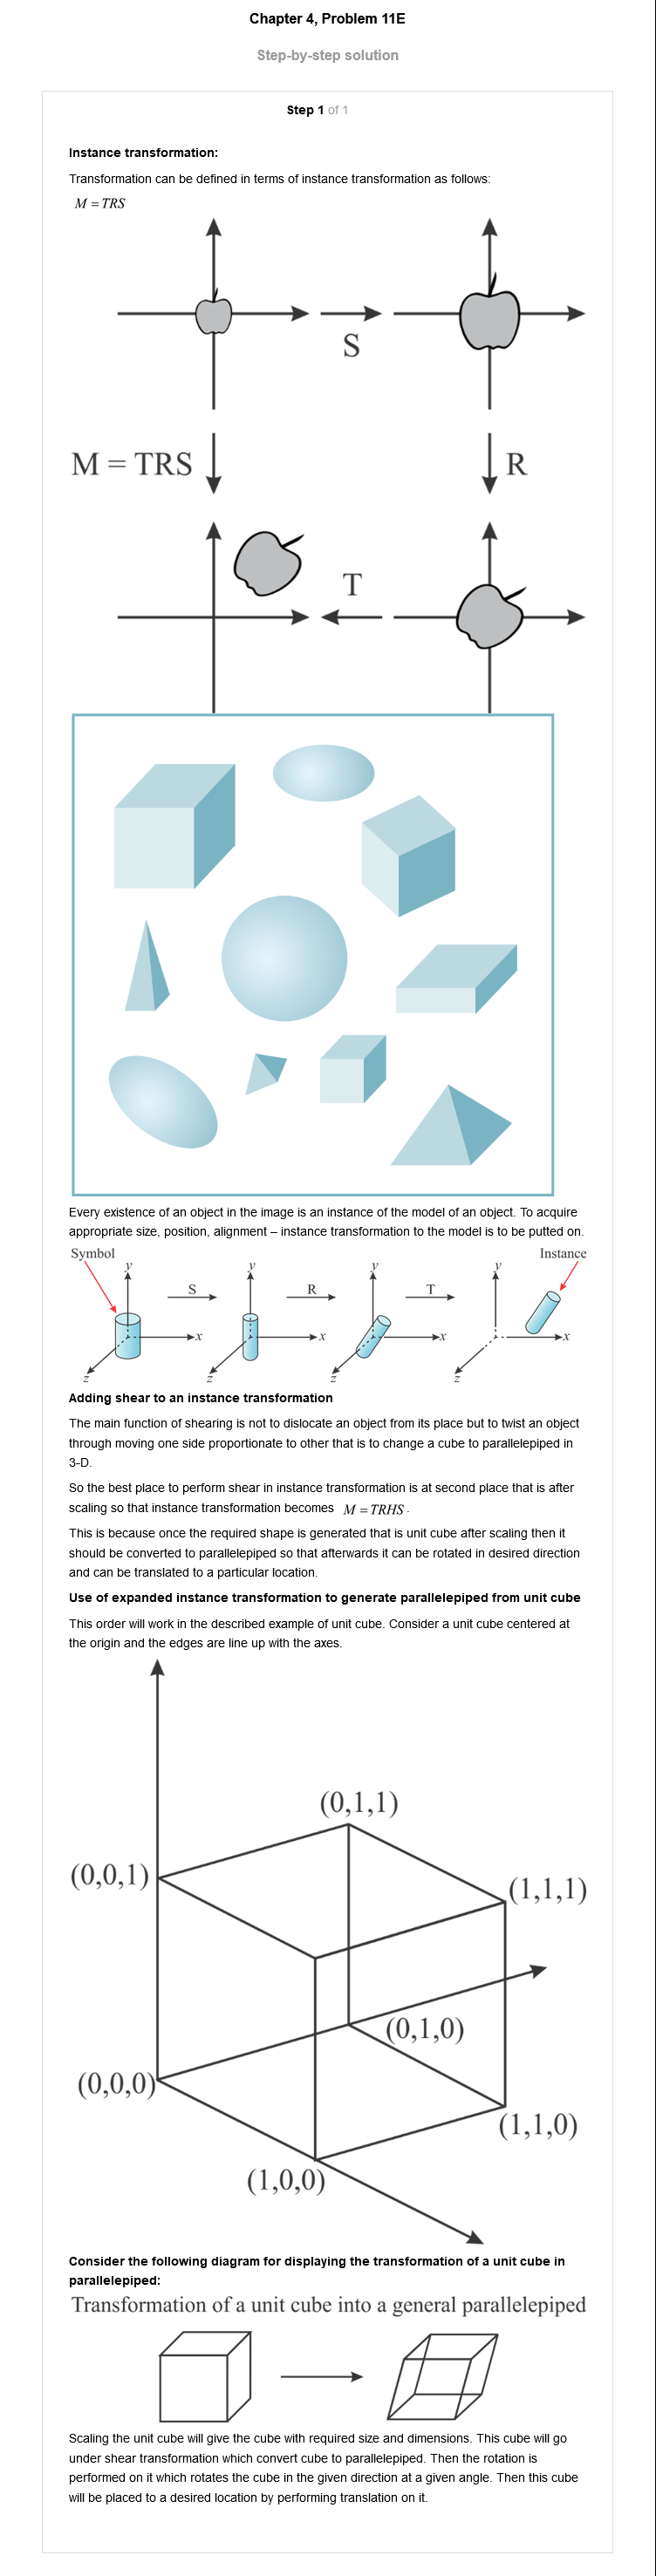 Chapter 4, Problem 11E
Step-by-step solution
Step 1 of 1
Instance transformation:
Transformation can be defined in terms of instance transformation as follows:
M = TRS
S
M = TRS
R
T
Every existence of an object in the image is an instance of the model of an object. To acquire
appropriate size, position, alignment – instance transformation to the model is to be putted on.
Symbol
Instance
y
S
y
R
y
T
y
x
x
x
x
z
z
z
z
Adding shear to an instance transformation
The main function of shearing is not to dislocate an object from its place but to twist an object
through moving one side proportionate to other that is to change a cube to parallelepiped in
3-D.
So the best place to perform shear in instance transformation is at second place that is after
scaling so that instance transformation becomes M = TRHS .
This is because once the required shape is generated that is unit cube after scaling then it
should be converted to parallelepiped so that afterwards it can be rotated in desired direction
and can be translated to a particular location.
Use of expanded instance transformation to generate parallelepiped from unit cube
This order will work in the described example of unit cube. Consider a unit cube centered at
the origin and the edges are line up with the axes.
(0,1,1)
(0,0,1)
(1,1,1)
(0,1,0)
(0,0,0)
(1,1,0)
(1,0,0)
Consider the following diagram for displaying the transformation of a unit cube in
parallelepiped:
Transformation of a unit cube into a general parallelepiped
Scaling the unit cube will give the cube with required size and dimensions. This cube will go
under shear transformation which convert cube to parallelepiped. Then the rotation is
performed on it which rotates the cube in the given direction at a given angle. Then this cube
will be placed to a desired location by performing translation on it.